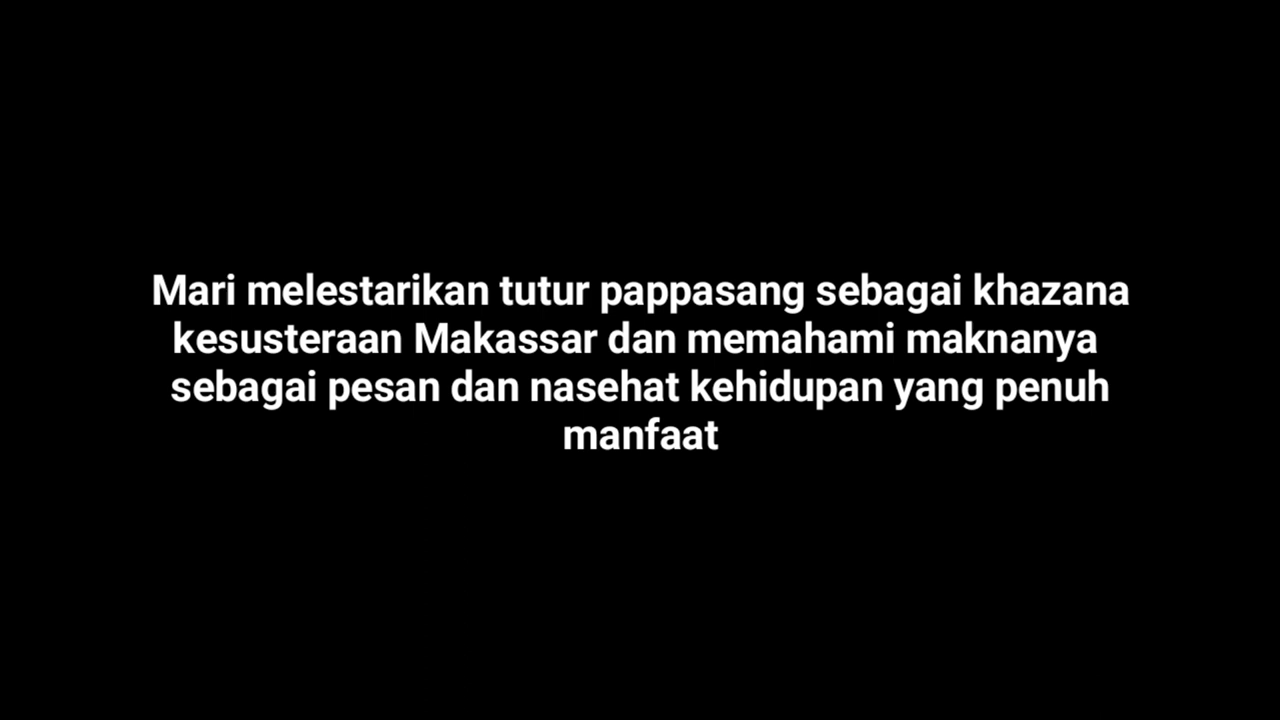 Mari melestarikan tutur pappasang sebagai khazana
kesusteraan Makassar dan memahami maknanya
sebagai pesan dan nasehat kehidupan yang penuh
manfaat